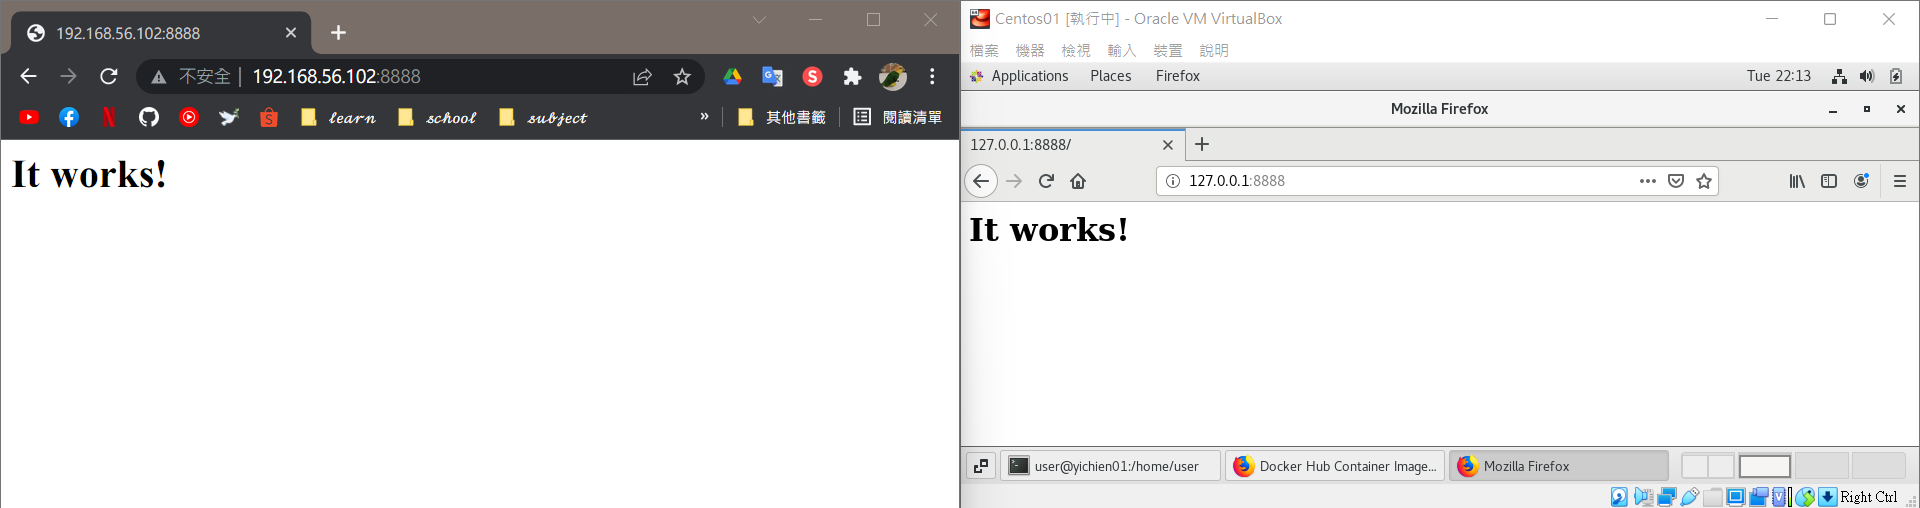 192.168.56.102:8888
不安全 192.168.56.102:8888
learn school subject » 其他書籤 閱讀清單
It works!
Centos01 [執行中] - Oracle VM VirtualBox
檔案 機器 檢視 輸入 裝置 說明
Applications Places Firefox Tue 22:13
Mozilla Firefox
127.0.0.1:8888/
127.0.0.1:8888
It works!
user@yichien01:/home/user Docker Hub Container Image... Mozilla Firefox
Right Ctrl